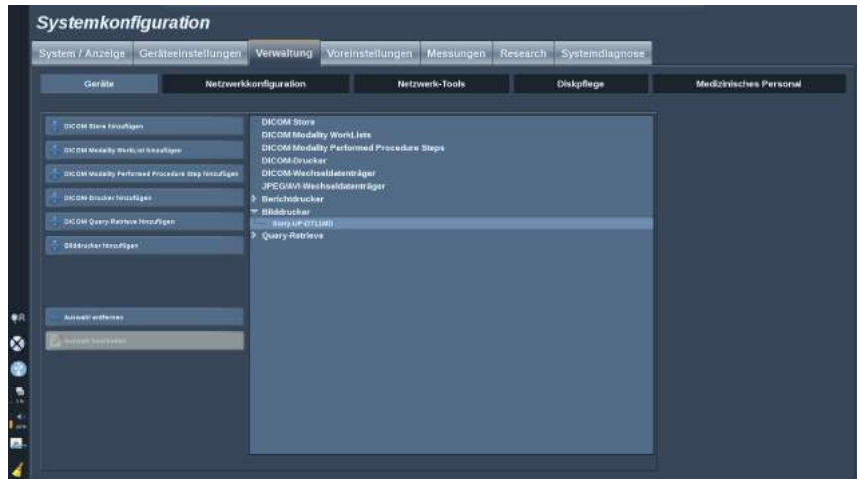 Systemkonfiguration
System / Anzeige Geräteeinstellungen Verwaltung Voreinstellungen Messungen Research Systemdiagnose
Geräte Netzwerkkonfiguration Netzwerk-Tools Diskpflege Medizinisches Personal
DICOM Store hinzufügen
DICOM Modality WorkList hinzufügen
DICOM Modality Performed Procedure Step hinzufügen
DICOM-Drucker hinzufügen
DICOM Query-Retrieve hinzufügen
Bilddrucker hinzufügen
Auswahl entfernen
Auswahl bearbeiten
DICOM Store
DICOM Modality WorkLists
DICOM Modality Performed Procedure Steps
DICOM-Drucker
DICOM-Wechseldatenträger
JPEG/AVI-Wechseldatenträger
Berichtdrucker
Bilddrucker
Sony-UP-D711MD
Query-Retrieve
R